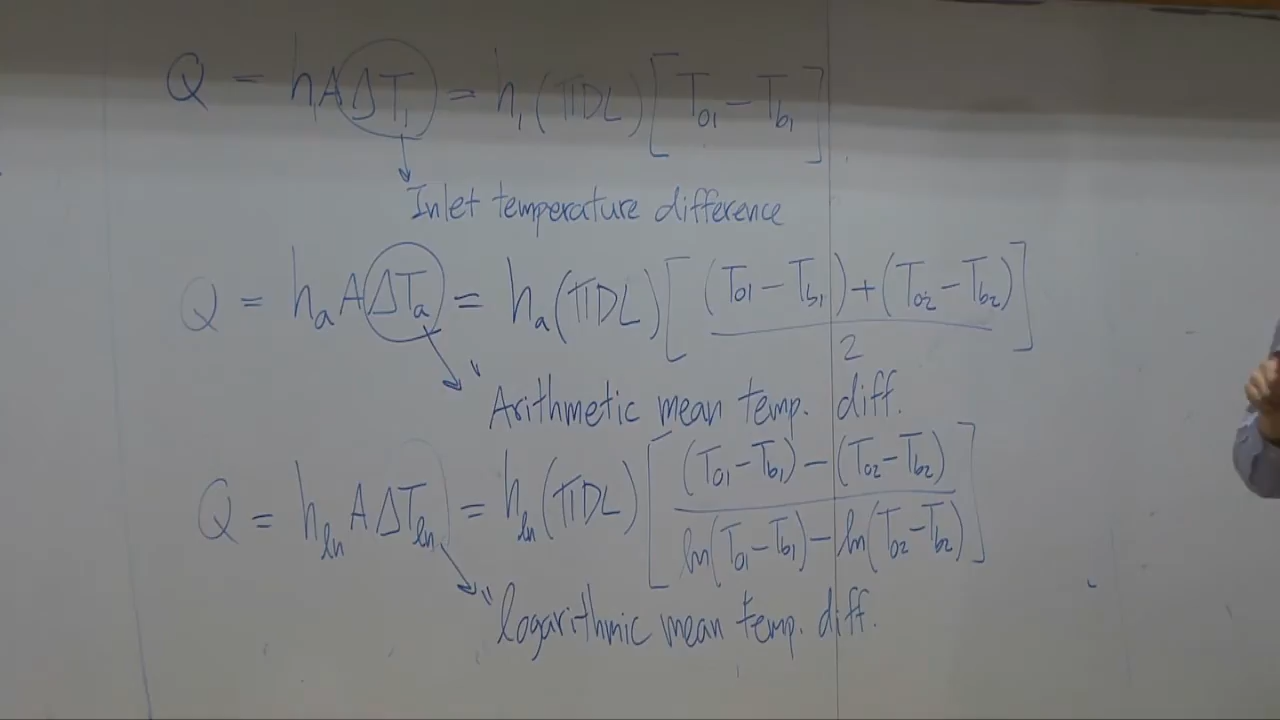 Q = h₁AΔT₁ = h₁(πDL)[T₀₁ − T_b₁]
Inlet temperature difference
Q = hₐAΔTₐ = hₐ(πDL)[((T₀₁ − T_b₁) + (T₀₂ − T_b₂))/2]
"Arithmetic mean temp. diff.
Q = h_ln AΔT_ln = h_ln(πDL)[((T₀₁ − T_b₁) − (T₀₂ − T_b₂))/(ln(T₀₁ − T_b₁) − ln(T₀₂ − T_b₂))]
"logarithmic mean temp. diff.